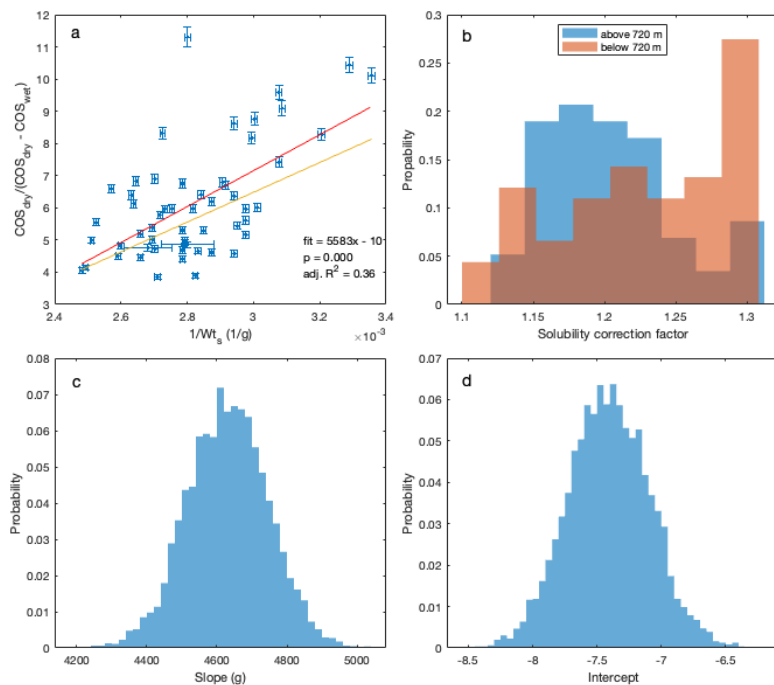 a
COS_dry/(COS_dry - COS_wet)
12
11
10
9
8
7
6
5
4
3
fit = 5583x - 10
p = 0.000
adj. R² = 0.36
2.4 2.6 2.8 3 3.2 3.4
1/Wt_s (1/g)
×10⁻³
b
above 720 m
below 720 m
Propability
0.3
0.25
0.2
0.15
0.1
0.05
0
1.1 1.15 1.2 1.25 1.3
Solubility correction factor
c
Probability
0.08
0.07
0.06
0.05
0.04
0.03
0.02
0.01
0
4200 4400 4600 4800 5000
Slope (g)
d
Probability
0.07
0.06
0.05
0.04
0.03
0.02
0.01
0
-8.5 -8 -7.5 -7 -6.5
Intercept